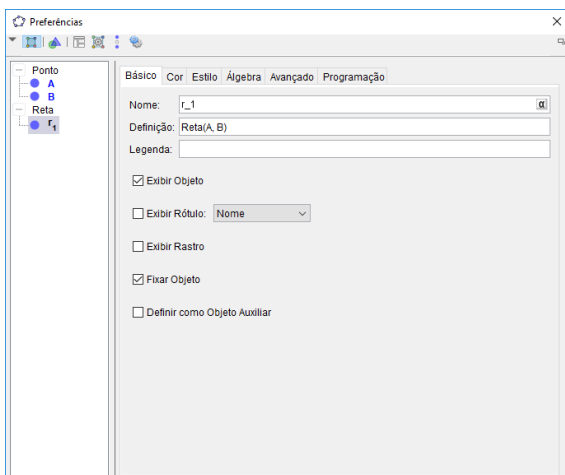 Preferências
Ponto
A
B
Reta
r₁
Básico Cor Estilo Álgebra Avançado Programação
Nome: r_1 α
Definição: Reta(A, B)
Legenda:
Exibir Objeto
Exibir Rótulo: Nome
Exibir Rastro
Fixar Objeto
Definir como Objeto Auxiliar